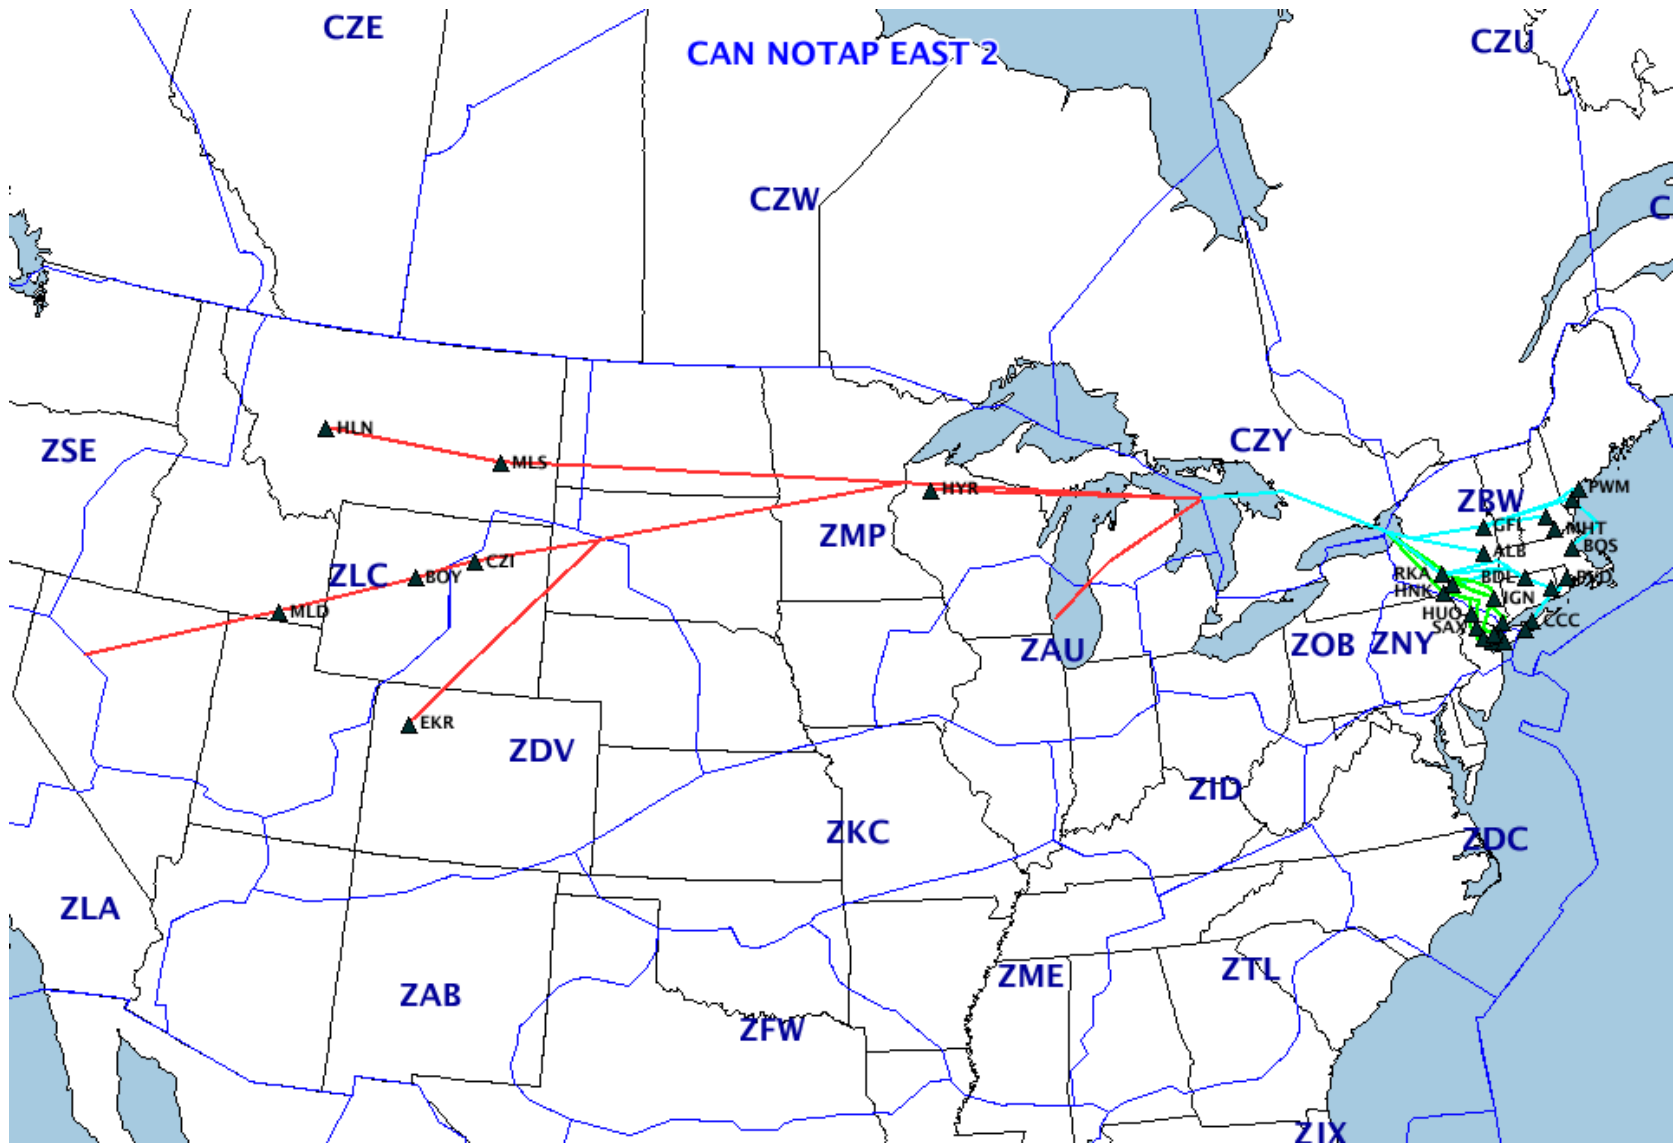 CZE
CAN NOTAP EAST 2
CZU
CZW
C
HLN
ZSE
MLS
CZY
HYR
PWM
ZBW
GFL
MHT
ZMP
BOS
ALB
CZI
RKA
BDL
PVD
ZLC
BOY
HNK
IGN
MLD
HUO
CCC
SAX
ZAU
ZOB
ZNY
EKR
ZDV
ZID
ZKC
ZDC
ZLA
ZAB
ZME
ZTL
ZFW
ZJX